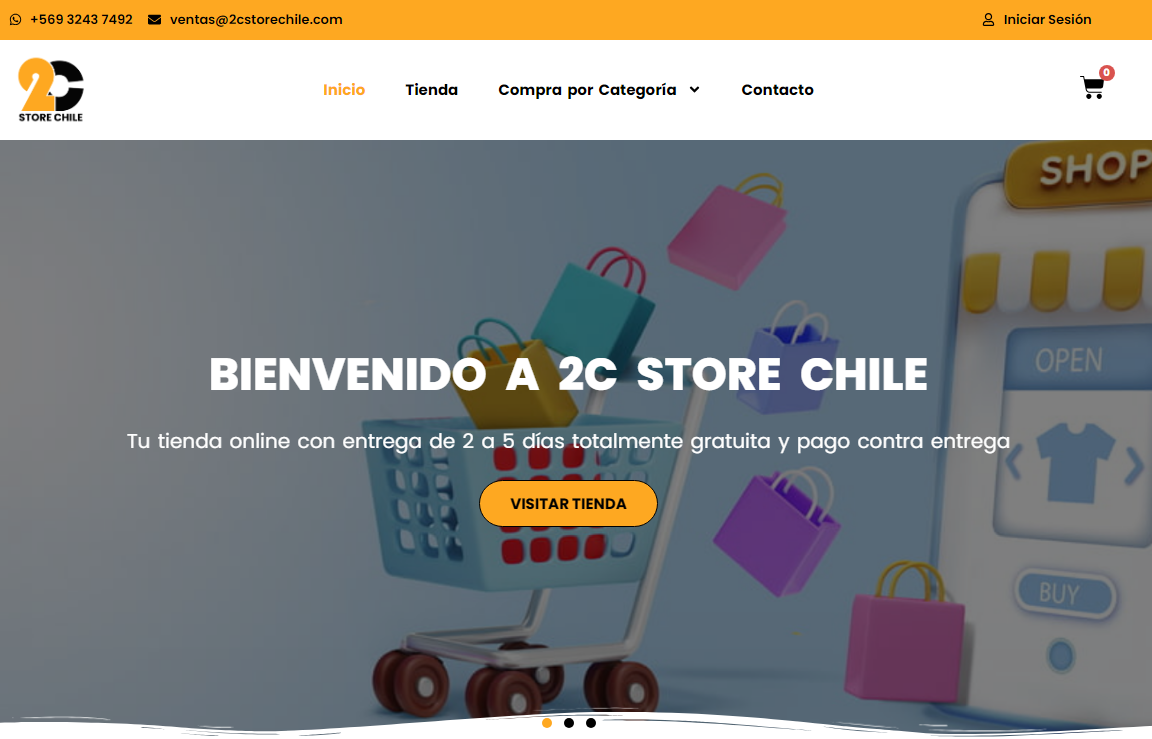 +569 3243 7492
ventas@2cstorechile.com
Iniciar Sesión
2C
STORE CHILE
Inicio
Tienda
Compra por Categoría
Contacto
0
SHOP
OPEN
BIENVENIDO A 2C STORE CHILE
Tu tienda online con entrega de 2 a 5 días totalmente gratuita y pago contra entrega
VISITAR TIENDA
BUY